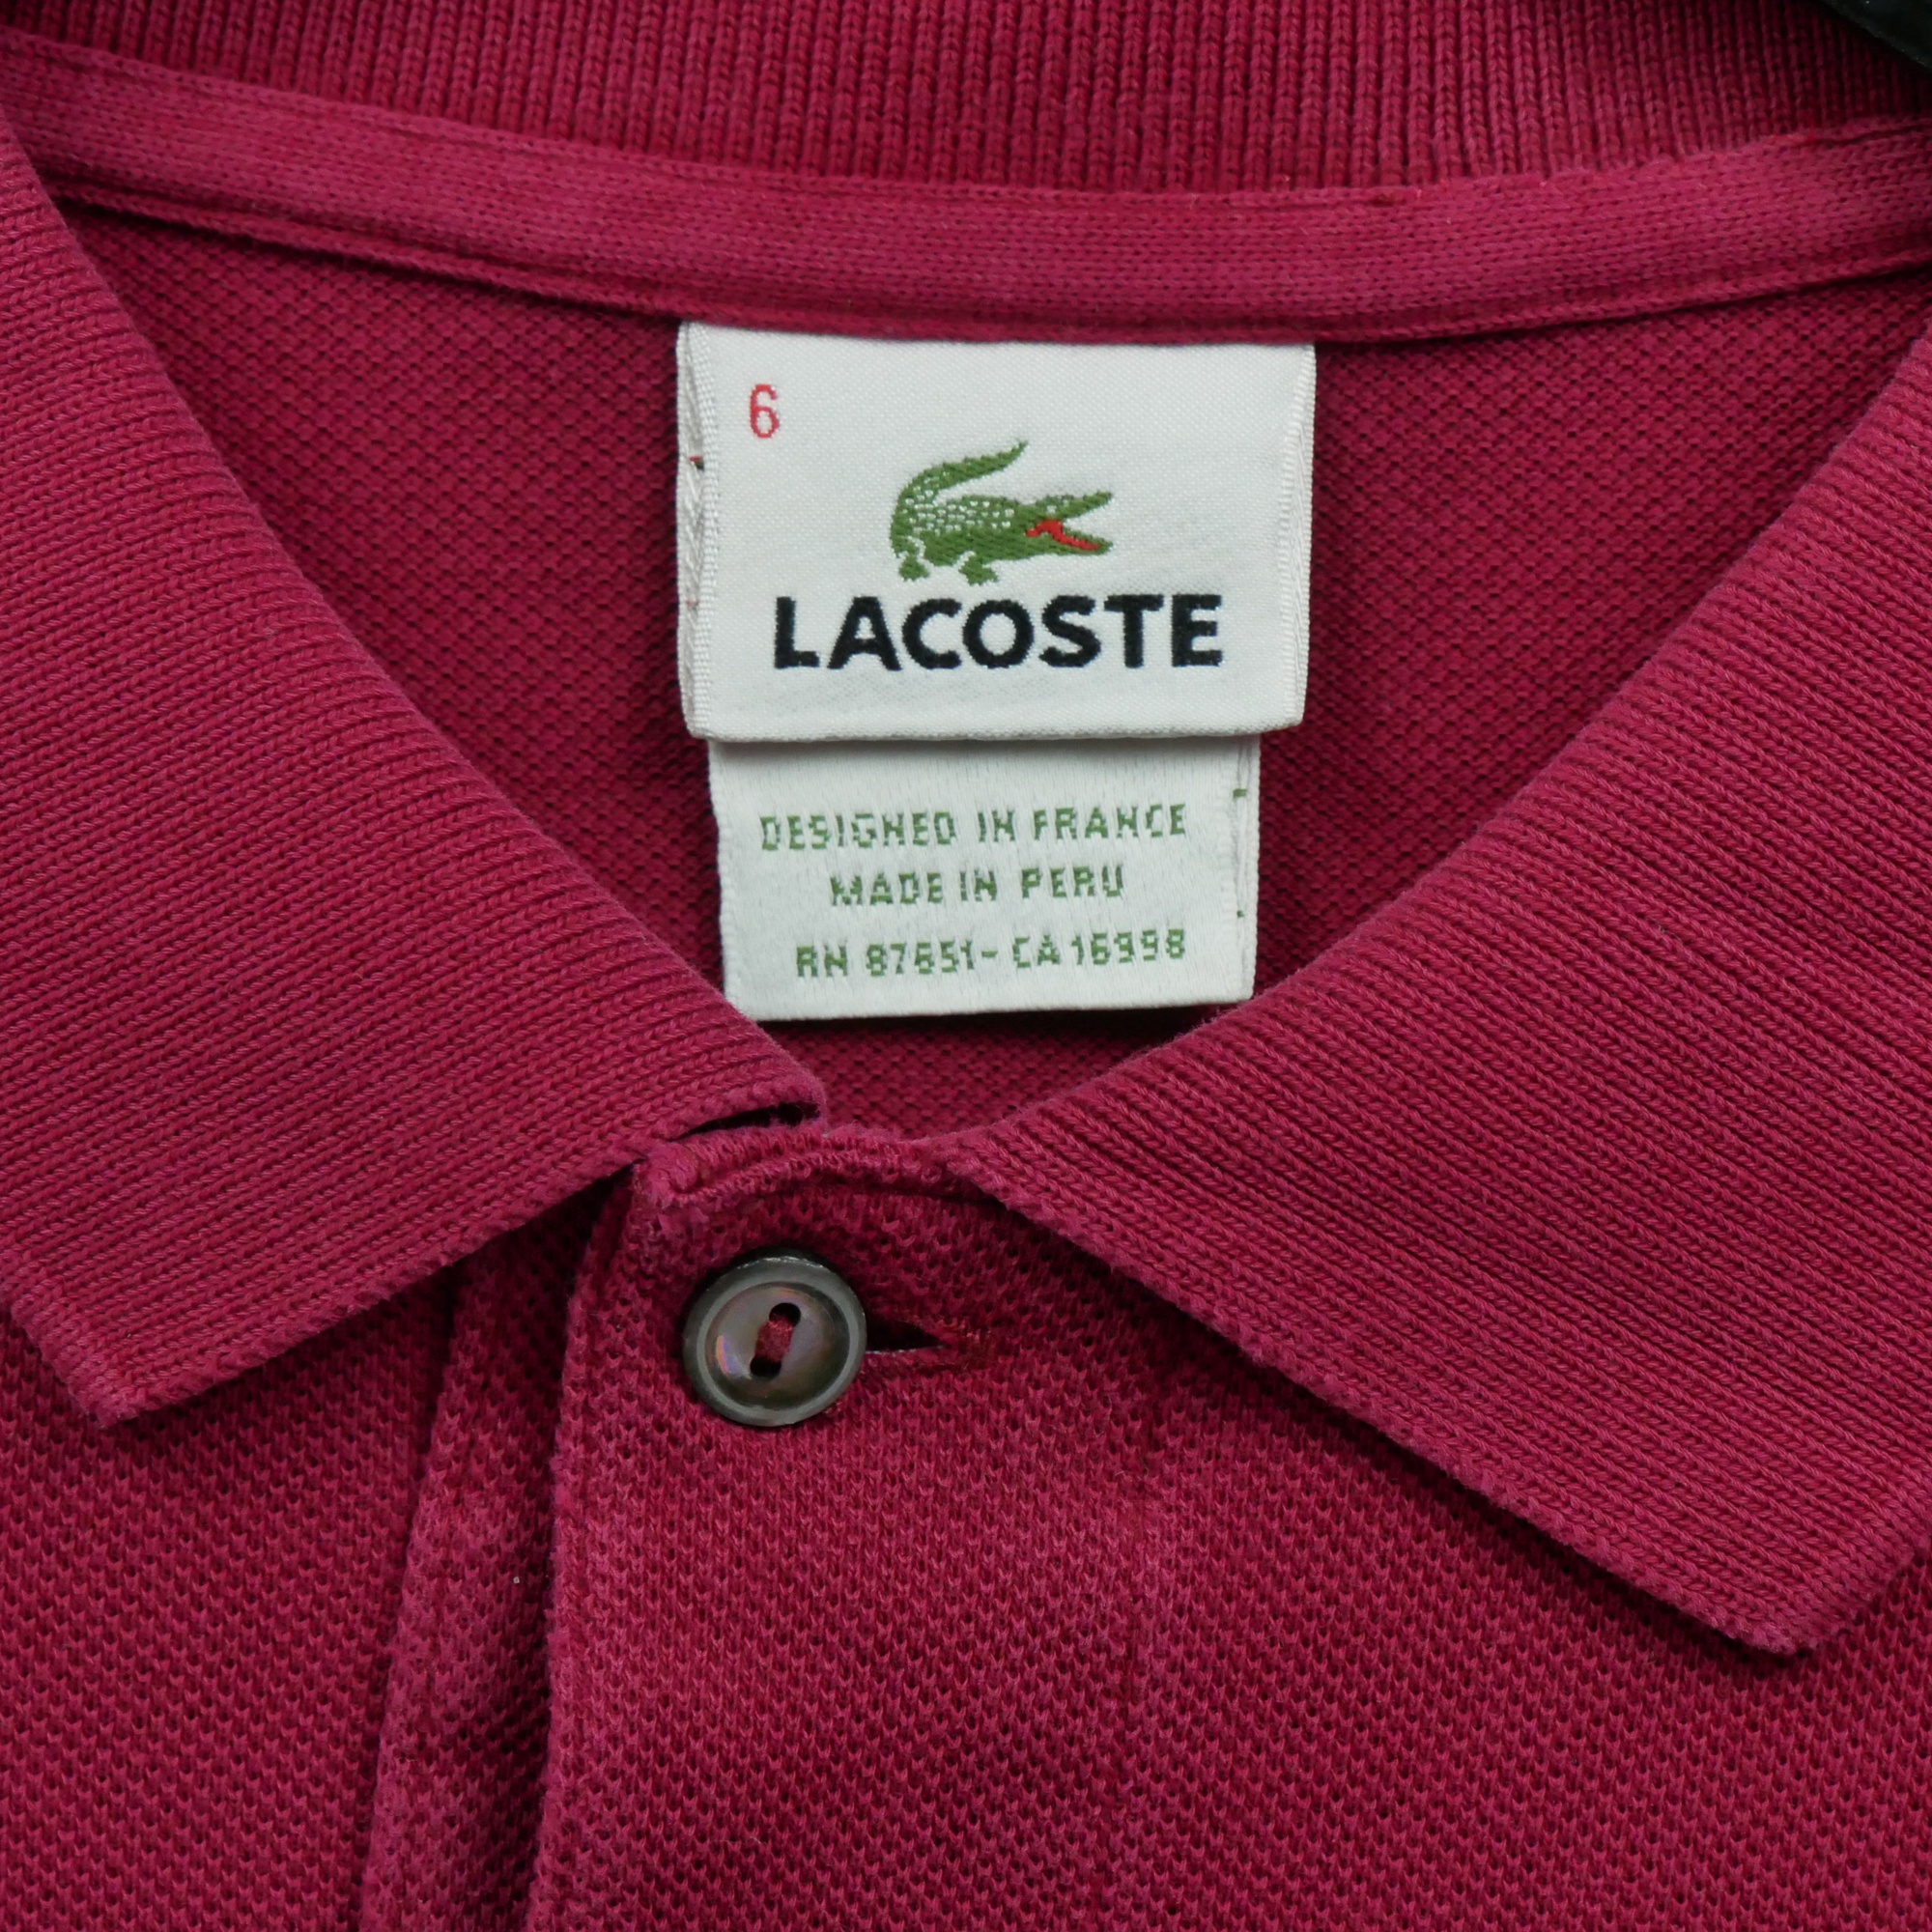 6
LACOSTE
DESIGNED IN FRANCE
MADE IN PERU
RN 87651- CA 16998